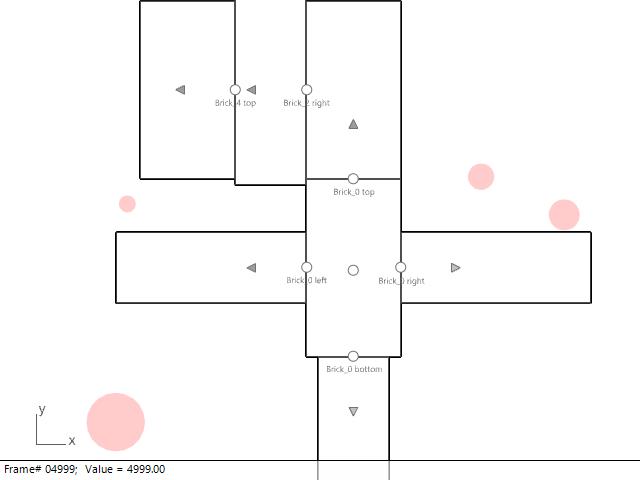 Brick_4 top
Brick_2 right
Brick_0 top
Brick_0 left
Brick_0 right
Brick_0 bottom
y
x
Frame# 04999; Value = 4999.00